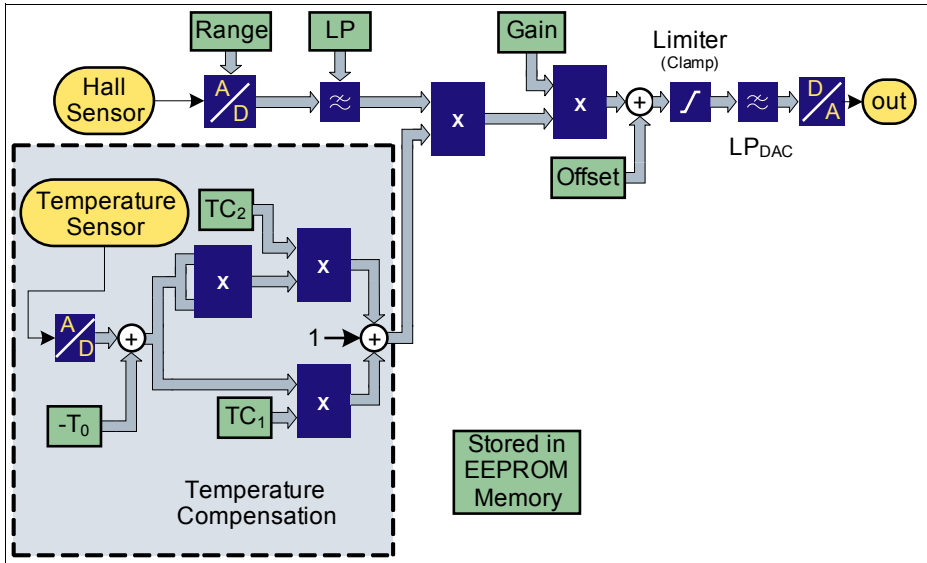 Range
LP
Gain
Limiter
(Clamp)
Hall
Sensor
A
D
≈
x
x
+
≈
D
A
out
LPDAC
Offset
Temperature
Sensor
TC2
x
x
A
D
+
1
+
-T0
TC1
x
Stored in
EEPROM
Memory
Temperature
Compensation